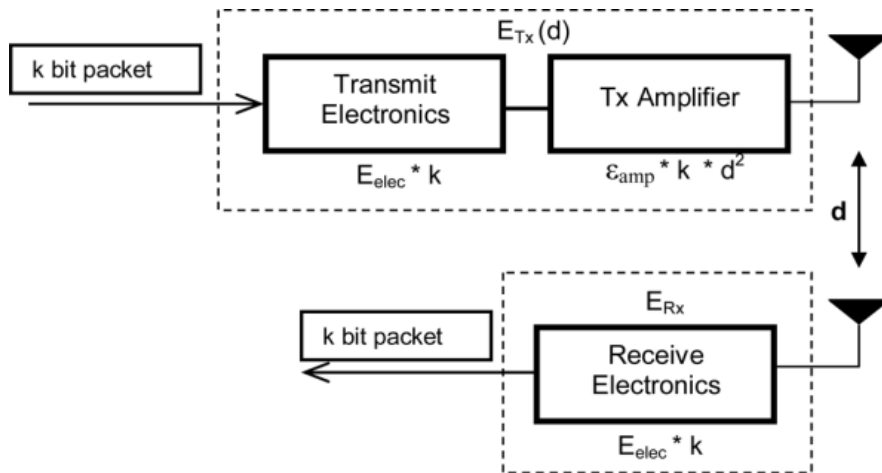 E_Tx (d)
k bit packet
Transmit
Electronics
Tx Amplifier
E_elec * k
ε_amp * k * d²
d
E_Rx
k bit packet
Receive
Electronics
E_elec * k